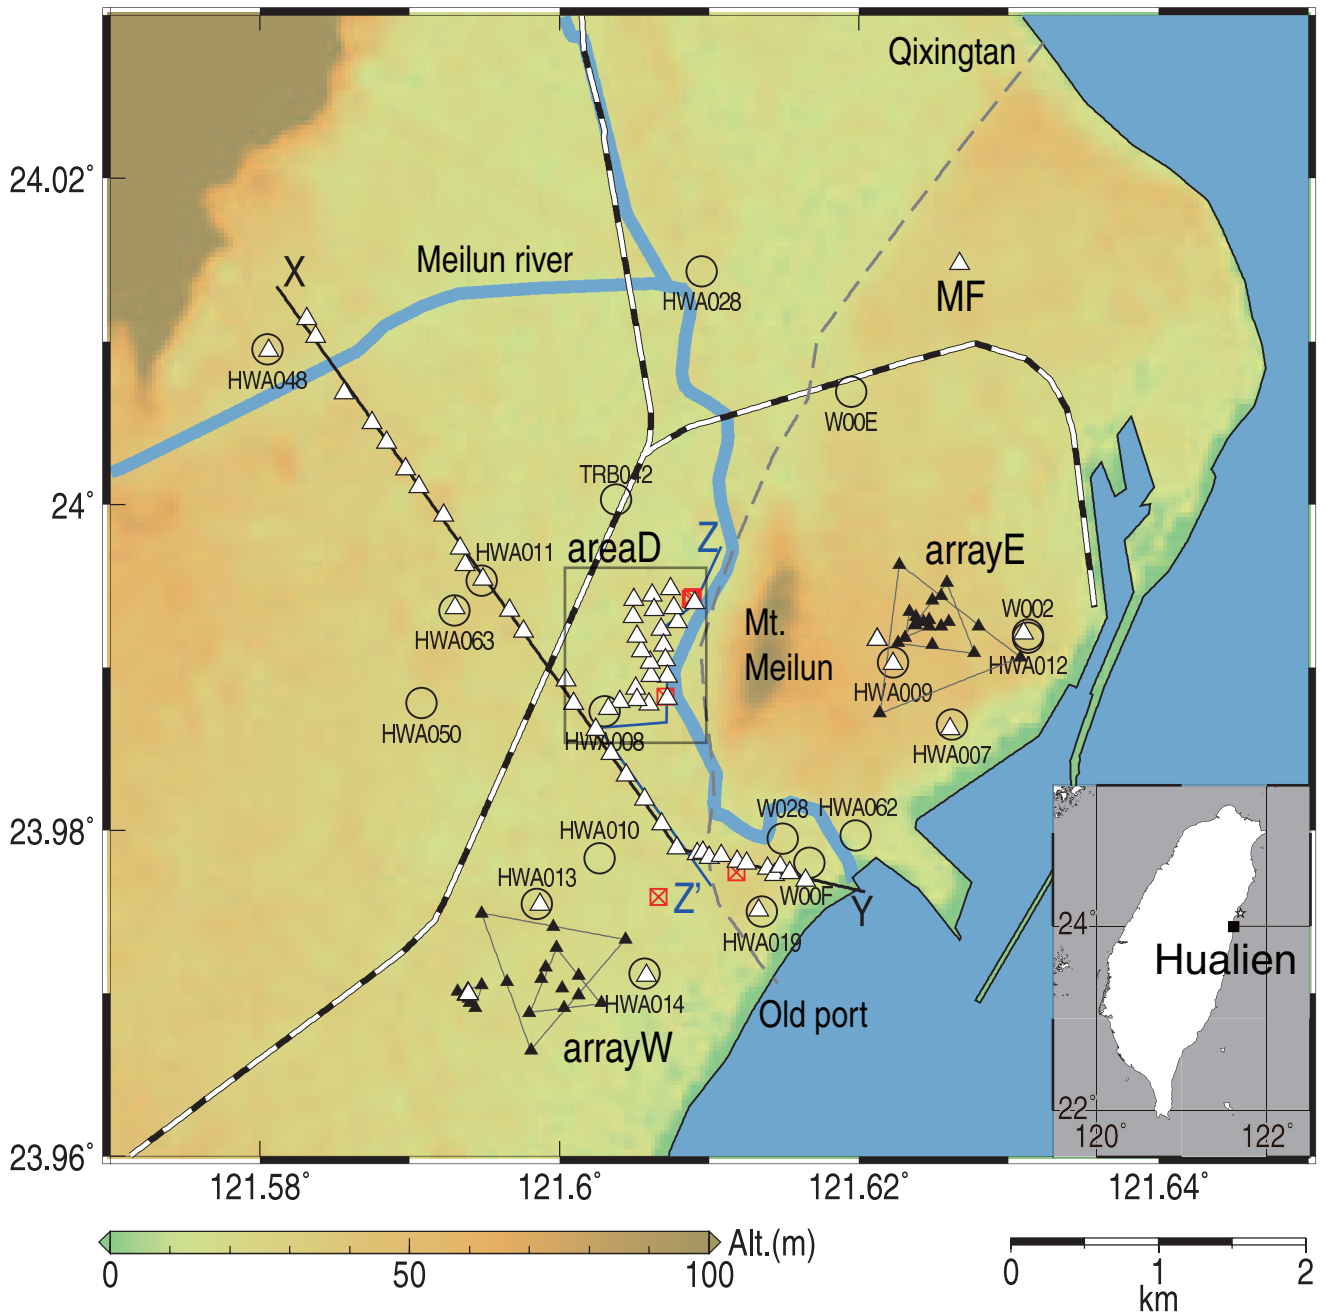 Qixingtan
24.02°
X
Meilun river
HWA028
MF
HWA048
W00E
TRB042
24°
Z
areaD
HWA011
arrayE
W002
HWA063
Mt.
Meilun
HWA012
HWA009
HWA050
HWA008
HWA007
23.98°
HWA010
W028
HWA062
HWA013
Z'
W00F
Y
HWA019
HWA014
Old port
arrayW
24°
Hualien
22°
120°
122°
23.96°
121.58°
121.6°
121.62°
121.64°
Alt.(m)
0
50
100
0
1
2
km